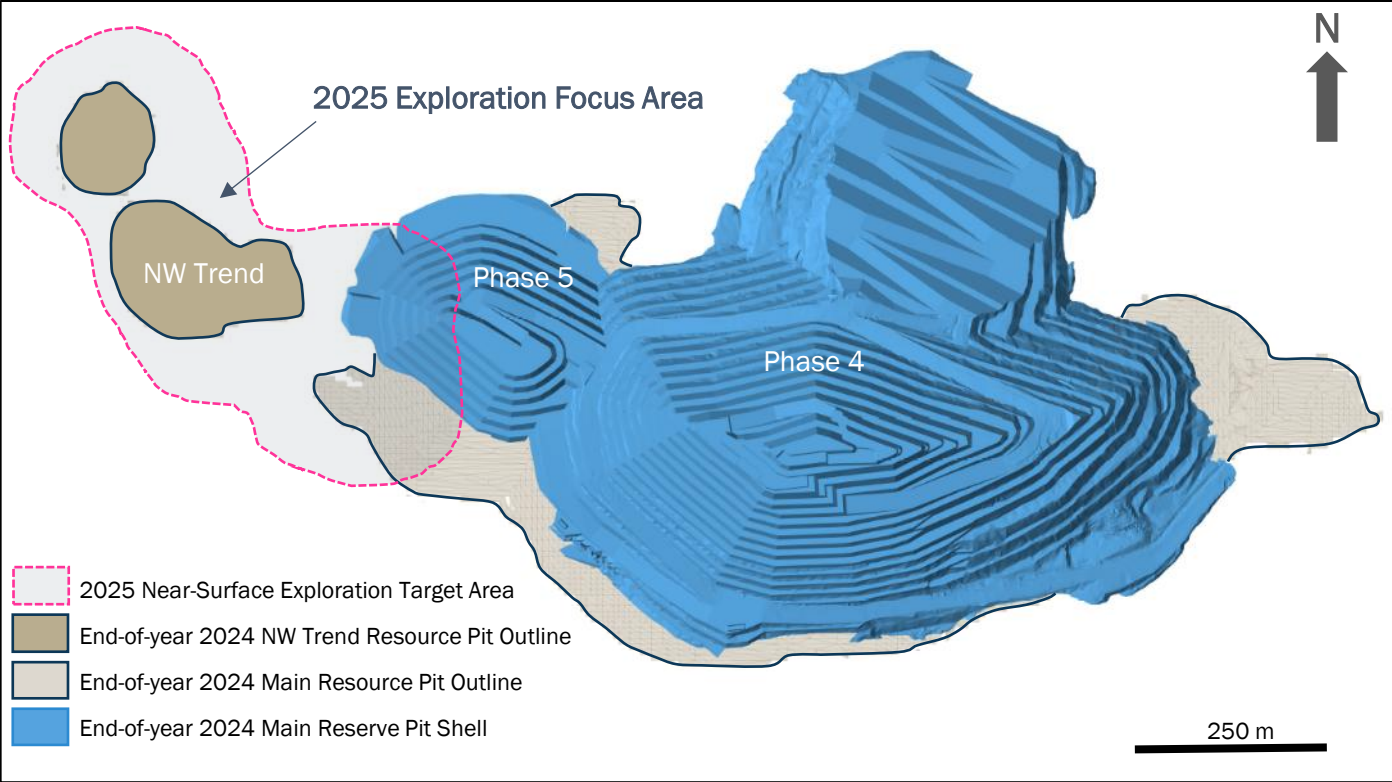 N
2025 Exploration Focus Area
NW Trend
Phase 5
Phase 4
2025 Near-Surface Exploration Target Area
End-of-year 2024 NW Trend Resource Pit Outline
End-of-year 2024 Main Resource Pit Outline
End-of-year 2024 Main Reserve Pit Shell
250 m